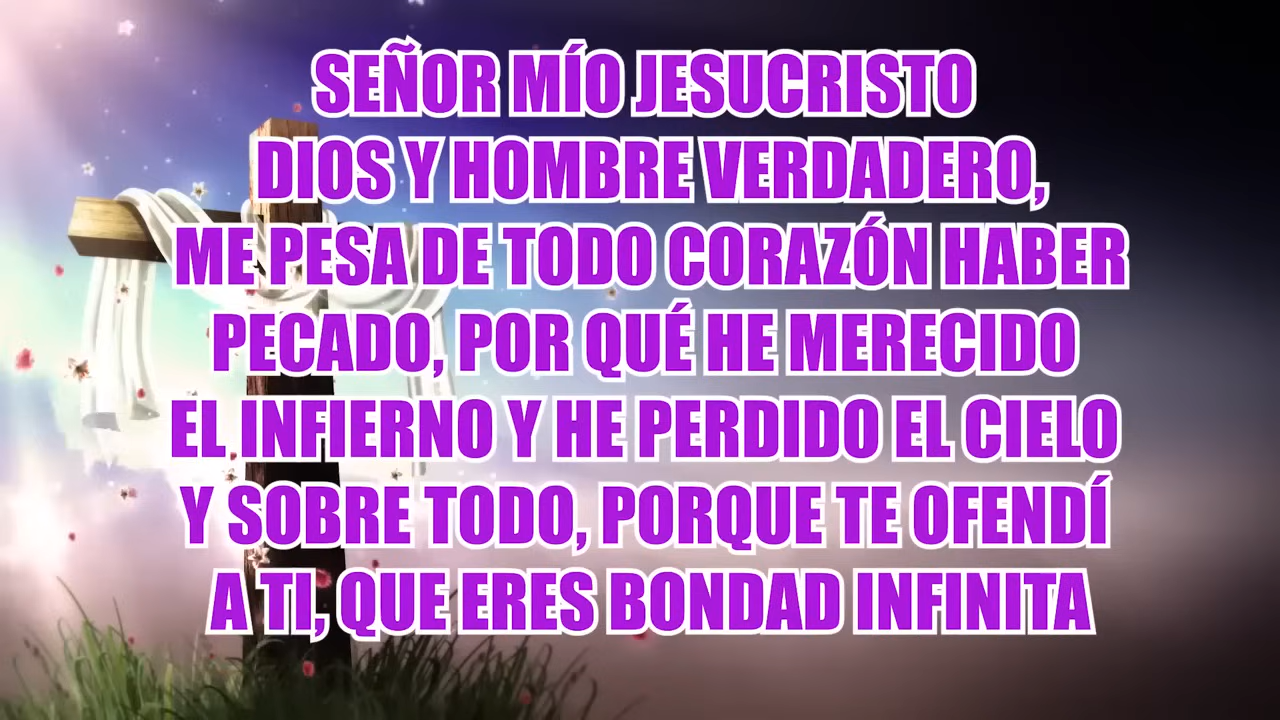 SEÑOR MÍO JESUCRISTO
DIOS Y HOMBRE VERDADERO,
ME PESA DE TODO CORAZÓN HABER
PECADO, POR QUÉ HE MERECIDO
EL INFIERNO Y HE PERDIDO EL CIELO
Y SOBRE TODO, PORQUE TE OFENDÍ
A TI, QUE ERES BONDAD INFINITA